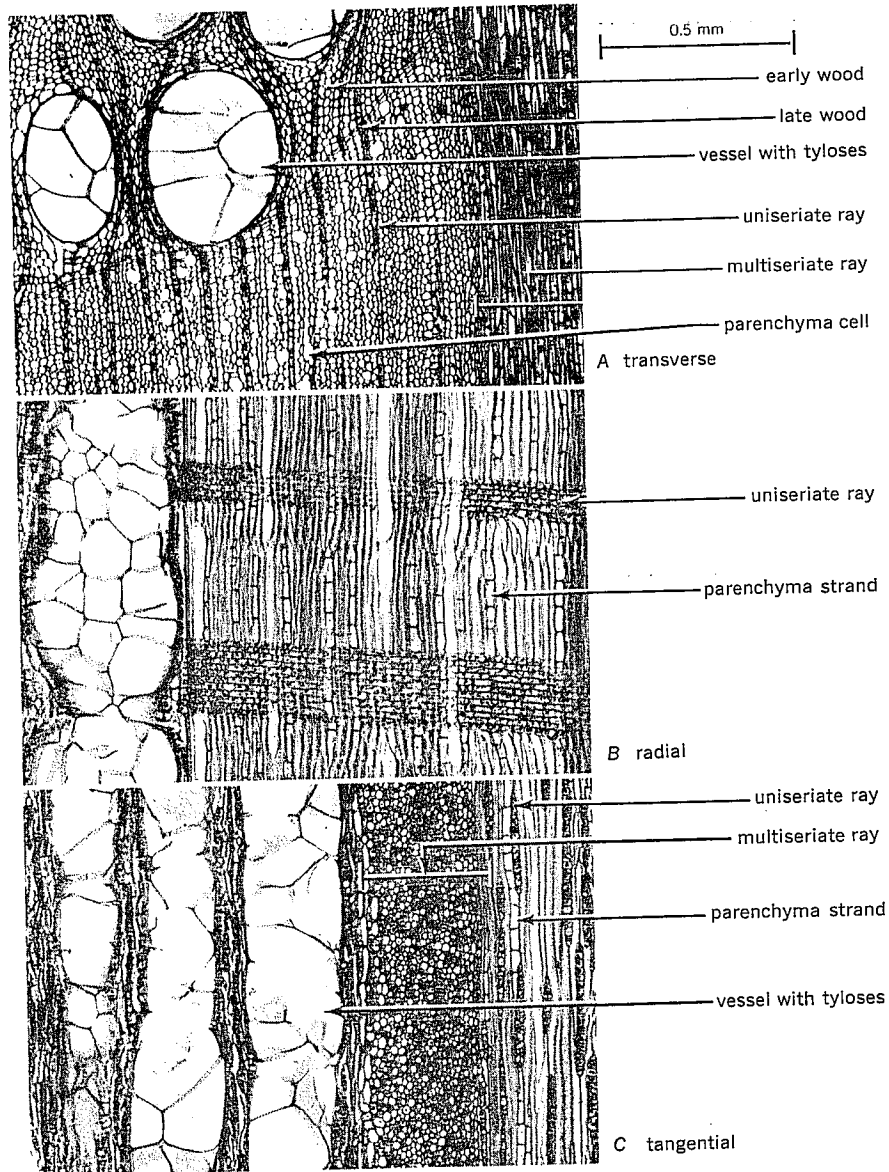 0.5 mm
early wood
late wood
vessel with tyloses
uniseriate ray
multiseriate ray
parenchyma cell
A transverse
uniseriate ray
parenchyma strand
B radial
uniseriate ray
multiseriate ray
parenchyma strand
vessel with tyloses
C tangential